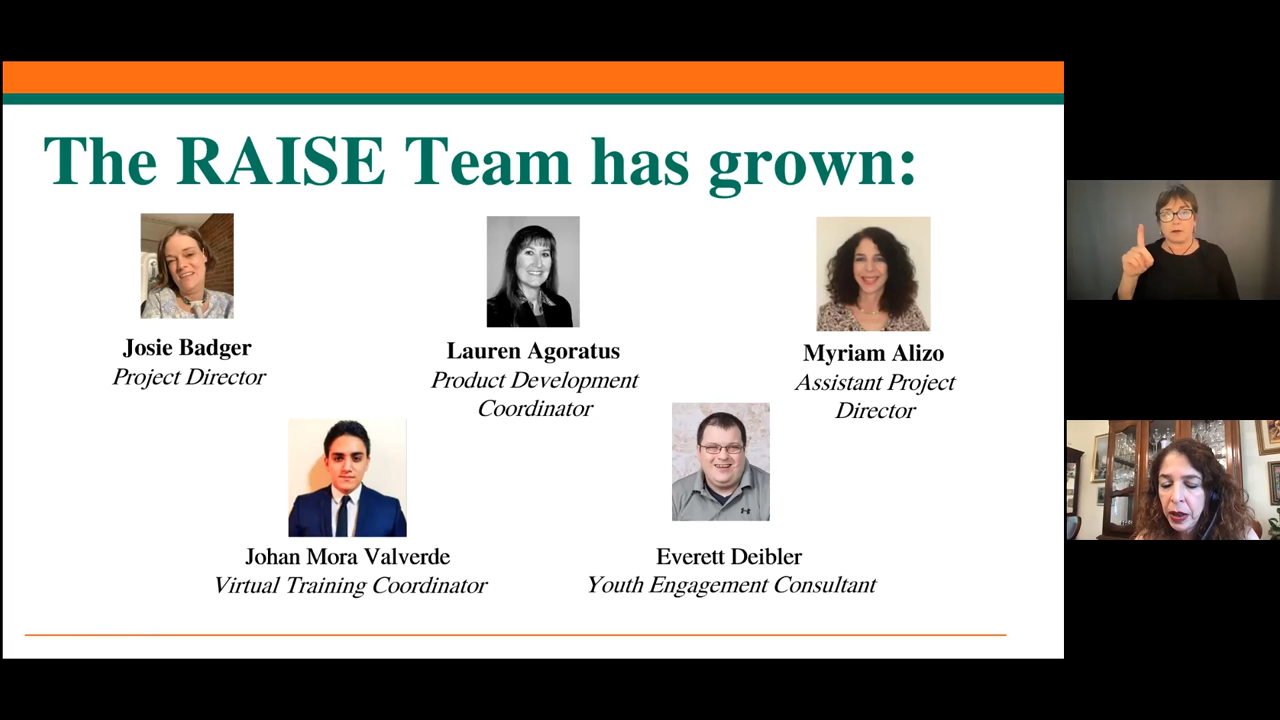 The RAISE Team has grown:
Josie Badger
Project Director
Lauren Agoratus
Product Development
Coordinator
Myriam Alizo
Assistant Project
Director
Johan Mora Valverde
Virtual Training Coordinator
Everett Deibler
Youth Engagement Consultant